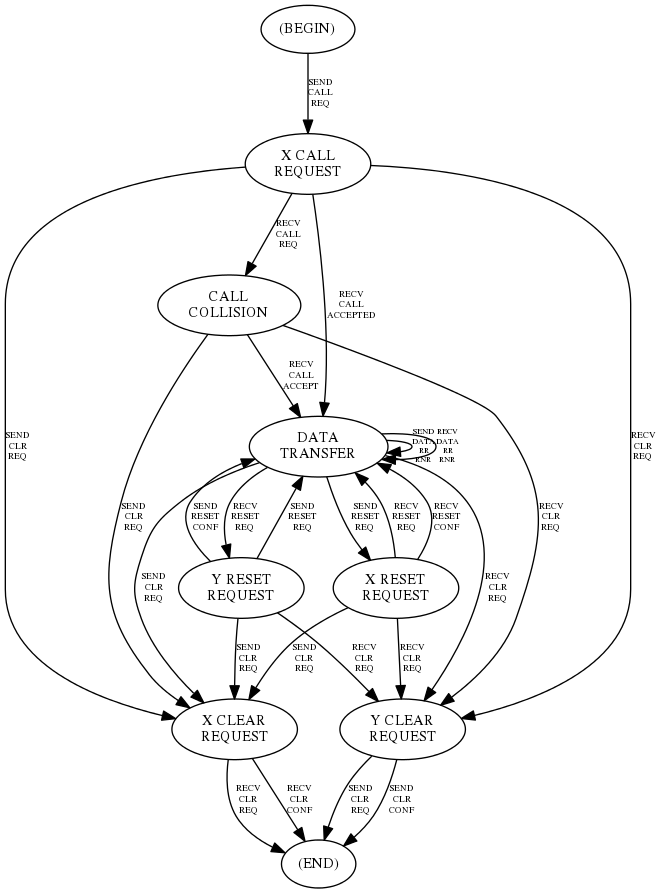 (BEGIN)
SEND
CALL
REQ
X CALL
REQUEST
RECV
CALL
REQ
CALL
COLLISION
RECV
CALL
ACCEPTED
RECV
CALL
ACCEPT
DATA
TRANSFER
SEND
DATA
RR
RNR
RECV
DATA
RR
RNR
SEND
CLR
REQ
RECV
CLR
REQ
SEND
CLR
REQ
SEND
RESET
CONF
RECV
RESET
REQ
SEND
RESET
REQ
SEND
RESET
REQ
RECV
RESET
REQ
RECV
RESET
CONF
RECV
CLR
REQ
SEND
CLR
REQ
Y RESET
REQUEST
X RESET
REQUEST
RECV
CLR
REQ
SEND
CLR
REQ
SEND
CLR
REQ
RECV
CLR
REQ
RECV
CLR
REQ
X CLEAR
REQUEST
Y CLEAR
REQUEST
RECV
CLR
REQ
RECV
CLR
CONF
SEND
CLR
REQ
SEND
CLR
CONF
(END)